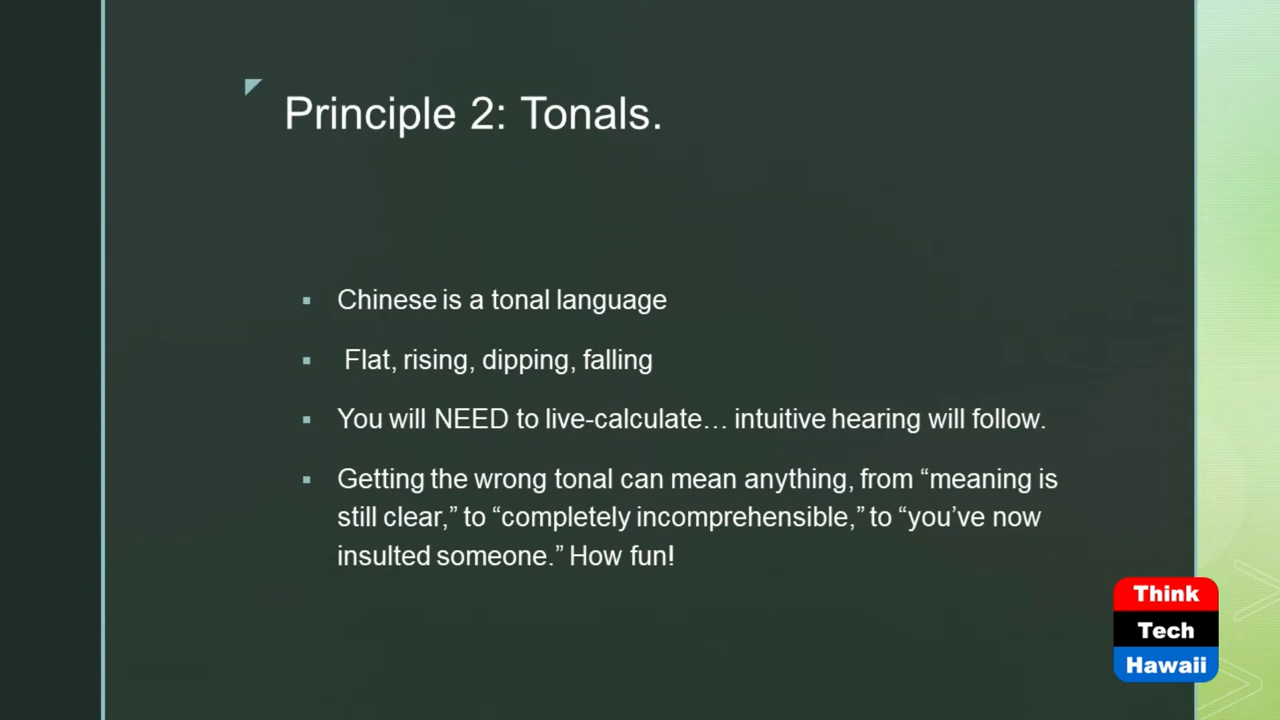 Principle 2: Tonals.
Chinese is a tonal language
Flat, rising, dipping, falling
You will NEED to live-calculate… intuitive hearing will follow.
Getting the wrong tonal can mean anything, from “meaning is
still clear,” to “completely incomprehensible,” to “you’ve now
insulted someone.” How fun!
Think
Tech
Hawaii